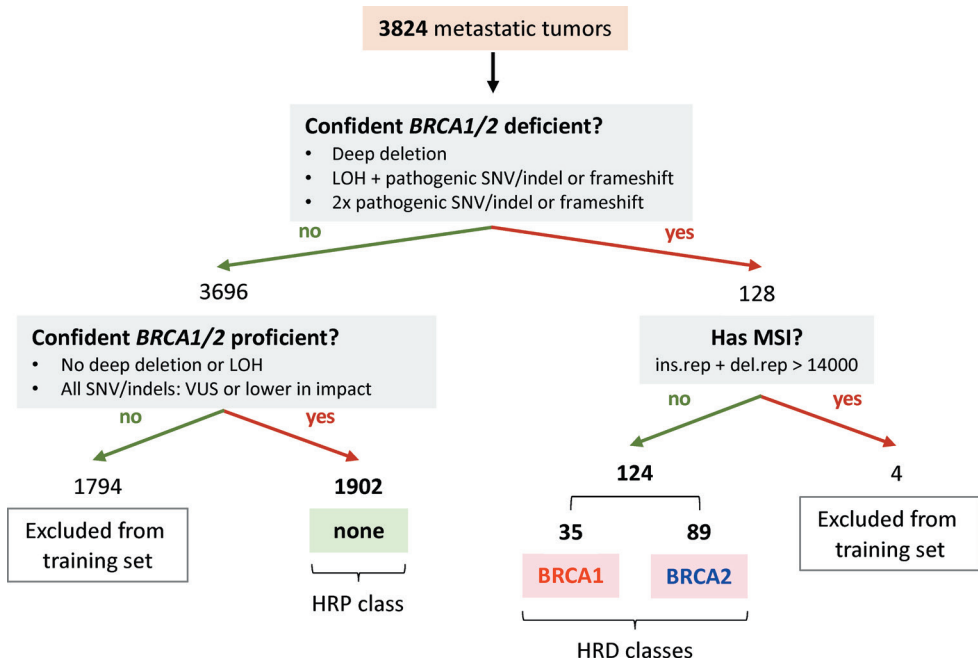 3824 metastatic tumors
Confident BRCA1/2 deficient?
• Deep deletion
• LOH + pathogenic SNV/indel or frameshift
• 2x pathogenic SNV/indel or frameshift
no
yes
3696
128
Confident BRCA1/2 proficient?
• No deep deletion or LOH
• All SNV/indels: VUS or lower in impact
Has MSI?
ins.rep + del.rep > 14000
no
yes
no
yes
1794
1902
124
4
Excluded from
training set
none
HRP class
35
89
BRCA1
BRCA2
HRD classes
Excluded from
training set